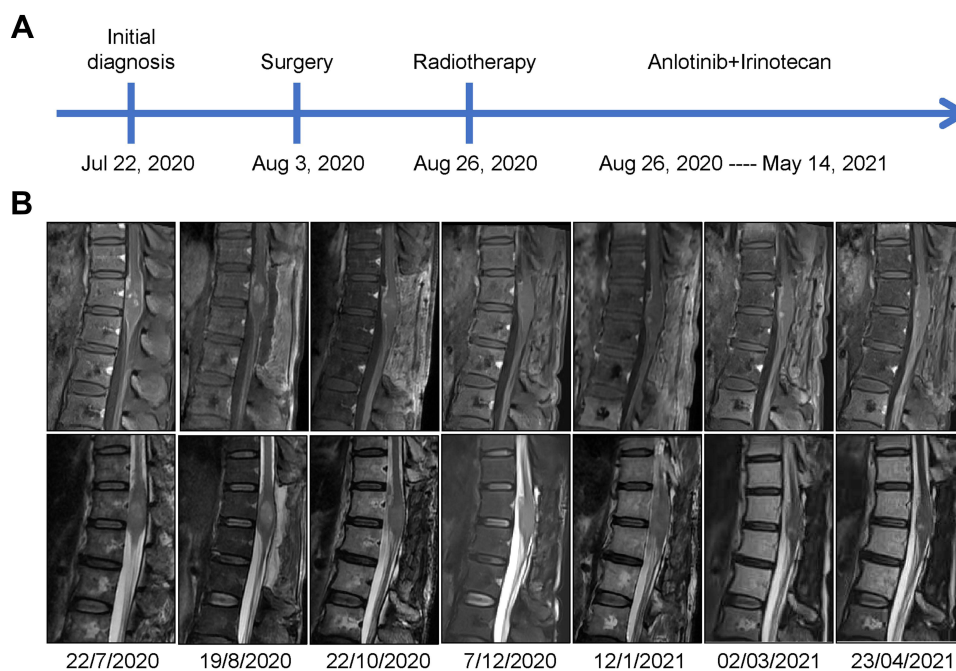 A
Initial
diagnosis
Surgery
Radiotherapy
Anlotinib+Irinotecan
Jul 22, 2020
Aug 3, 2020
Aug 26, 2020
Aug 26, 2020 ---- May 14, 2021
B
22/7/2020
19/8/2020
22/10/2020
7/12/2020
12/1/2021
02/03/2021
23/04/2021